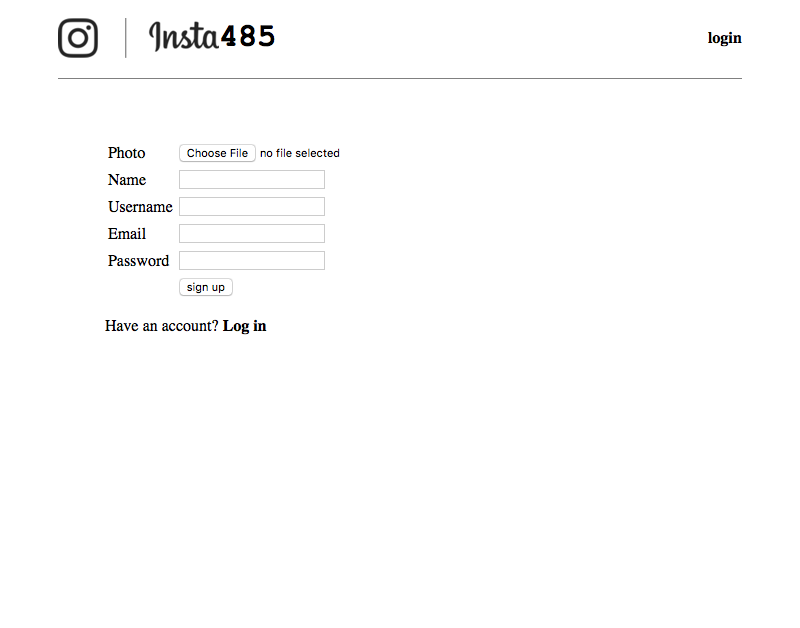 Insta485
login
Photo Choose File no file selected
Name
Username
Email
Password
sign up
Have an account? Log in